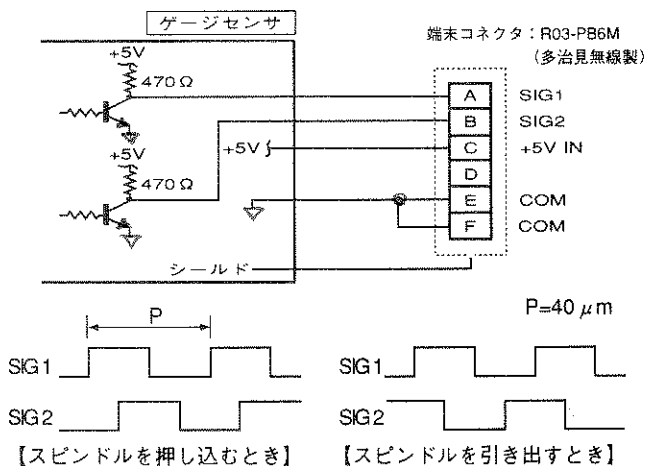 ゲージセンサ
端末コネクタ：R03-PB6M
(多治見無線製)
+5V
470Ω
A SIG1
B SIG2
+5V C +5V IN
D
+5V
470Ω
E COM
F COM
シールド
P
P=40μm
SIG1
SIG2
【スピンドルを押し込むとき】
SIG1
SIG2
【スピンドルを引き出すとき】